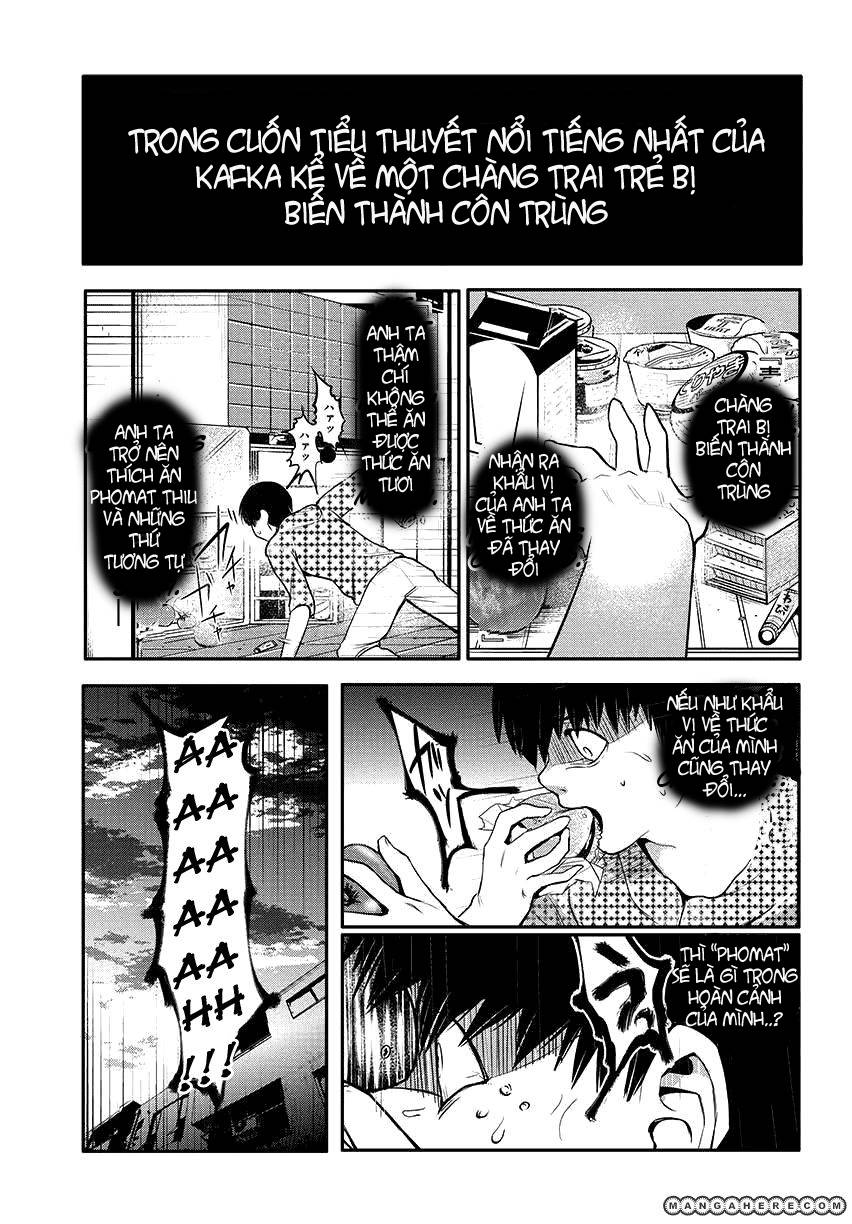 TRONG CUỐN TIỂU THUYẾT NỔI TIẾNG NHẤT CỦA
KAFKA KỂ VỀ MỘT CHÀNG TRAI TRẺ BỊ
BIẾN THÀNH CÔN TRÙNG
CHÀNG
TRAI BỊ
BIẾN THÀNH
CÔN
TRÙNG
NHẬN RA
KHẨU VỊ
CỦA ANH TA
VỀ THỨC ĂN
ĐÃ THAY
ĐỔI
ANH TA
THẬM
CHÍ
KHÔNG
THỂ ĂN
ĐƯỢC
THỨC ĂN
TƯƠI
ANH TA
TRỞ NÊN
THÍCH ĂN
PHOMAT THIU
VÀ NHỮNG
THỨ
TƯƠNG TỰ
NẾU NHƯ KHẨU
VỊ VỀ THỨC
ĂN CỦA MÌNH
CŨNG THAY
ĐỔI...
THÌ "PHOMAT"
SẼ LÀ GÌ TRONG
HOÀN CẢNH
CỦA MÌNH..?
AA
AA
AA
AA
AA
HH
!!!
MANGAHERE.COM